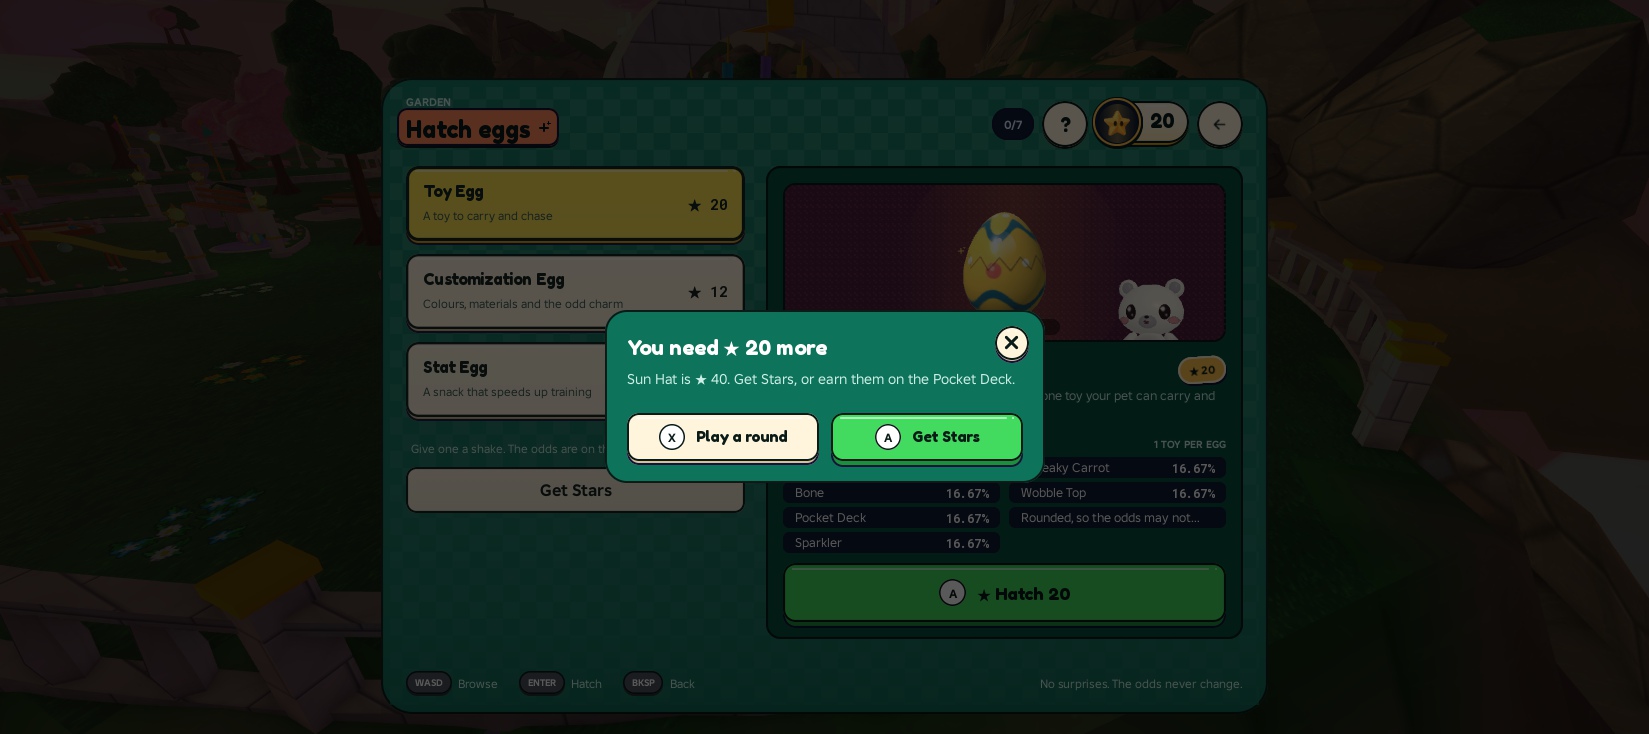 GARDEN
Hatch eggs
0/7
?
20
Toy Egg
A toy to carry and chase
★ 20
Customization Egg
Colours, materials and the odd charm
★ 12
Stat Egg
A snack that speeds up training
Give one a shake. The odds are on th
Get Stars
You need ★ 20 more
Sun Hat is ★ 40. Get Stars, or earn them on the Pocket Deck.
X Play a round
A Get Stars
★ 20
one toy your pet can carry and
1 TOY PER EGG
Carrot 16.67%
Bone 16.67%
Wobble Top 16.67%
Pocket Deck 16.67%
Rounded, so the odds may not...
Sparkler 16.67%
A ★ Hatch 20
WASD Browse ENTER Hatch BKSP Back
No surprises. The odds never change.